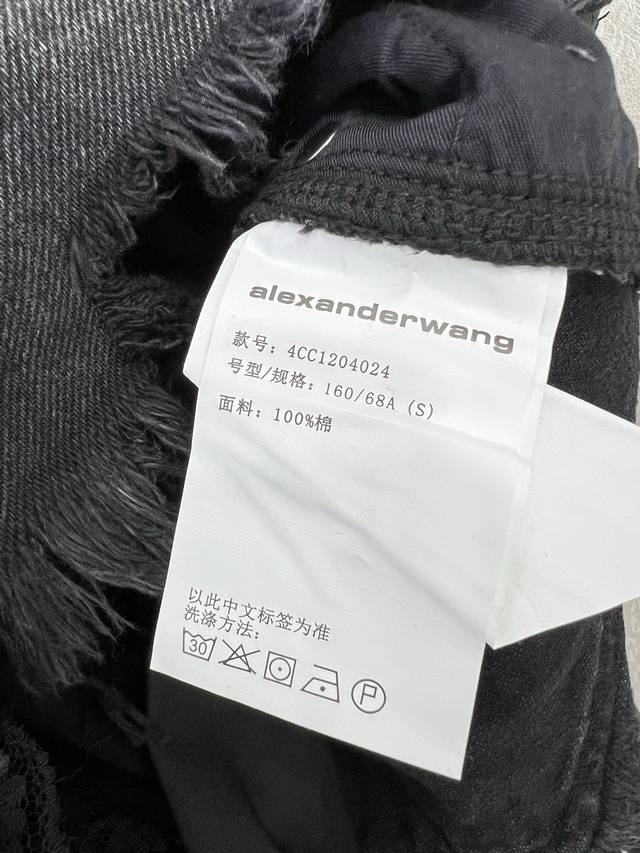 alexanderwang
款号: 4CC1204024
号型/规格: 160/68A (S)
面料: 100%棉
以此中文标签为准
洗涤方法:
30
P